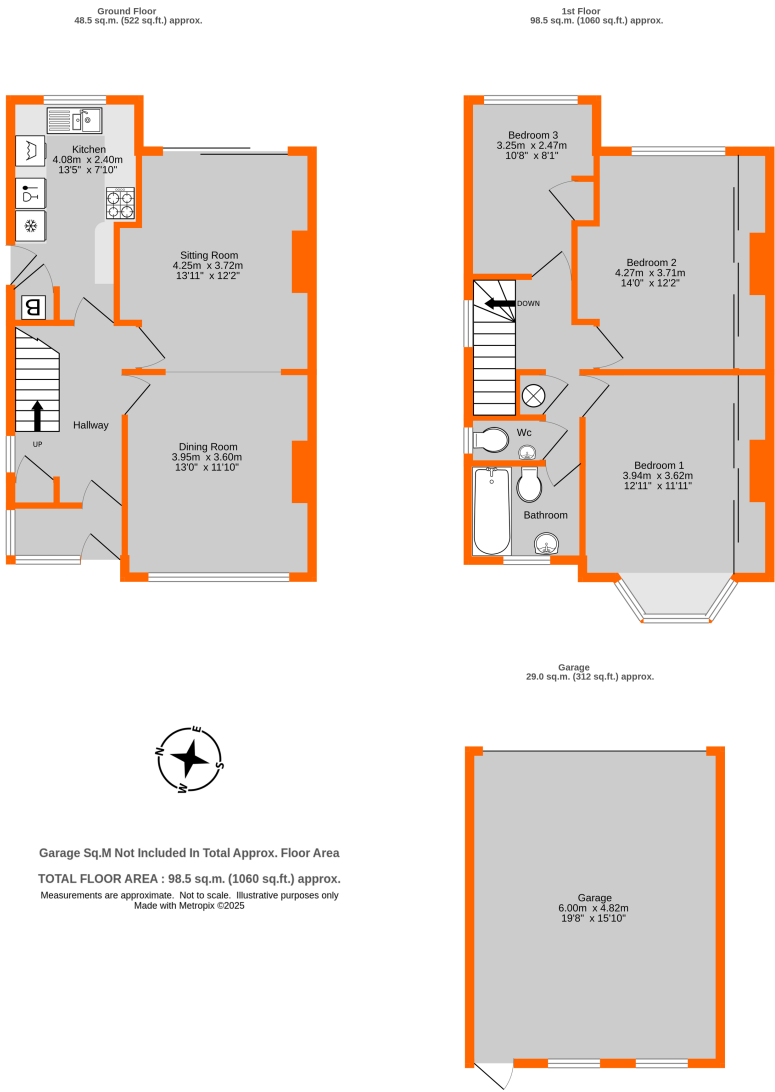 Ground Floor
48.5 sq.m. (522 sq.ft.) approx.
1st Floor
98.5 sq.m. (1060 sq.ft.) approx.
Kitchen
4.08m x 2.40m
13'5" x 7'10"
Sitting Room
4.25m x 3.72m
13'11" x 12'2"
B
Hallway
UP
Dining Room
3.95m x 3.60m
13'0" x 11'10"
Bedroom 3
3.25m x 2.47m
10'8" x 8'1"
Bedroom 2
4.27m x 3.71m
14'0" x 12'2"
DOWN
Wc
Bedroom 1
3.94m x 3.62m
12'11" x 11'11"
Bathroom
Garage
29.0 sq.m. (312 sq.ft.) approx.
N
E
S
W
Garage Sq.M Not Included In Total Approx. Floor Area
TOTAL FLOOR AREA : 98.5 sq.m. (1060 sq.ft.) approx.
Measurements are approximate. Not to scale. Illustrative purposes only
Made with Metropix ©2025
Garage
6.00m x 4.82m
19'8" x 15'10"